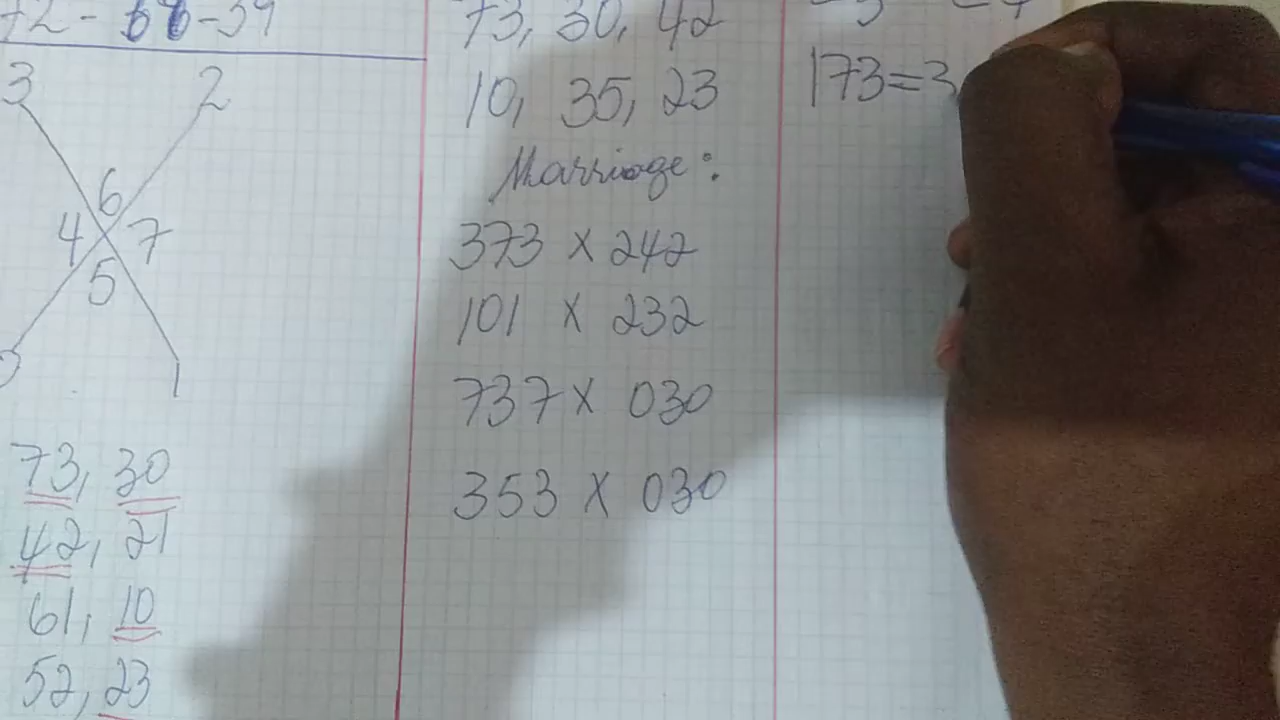 3 2
6
4 7
5
1
73, 30
42, 21
61, 10
52, 23
73, 30, 42
10, 35, 23
Marriage:
373 X 242
101 X 232
737 X 030
353 X 030
173=3